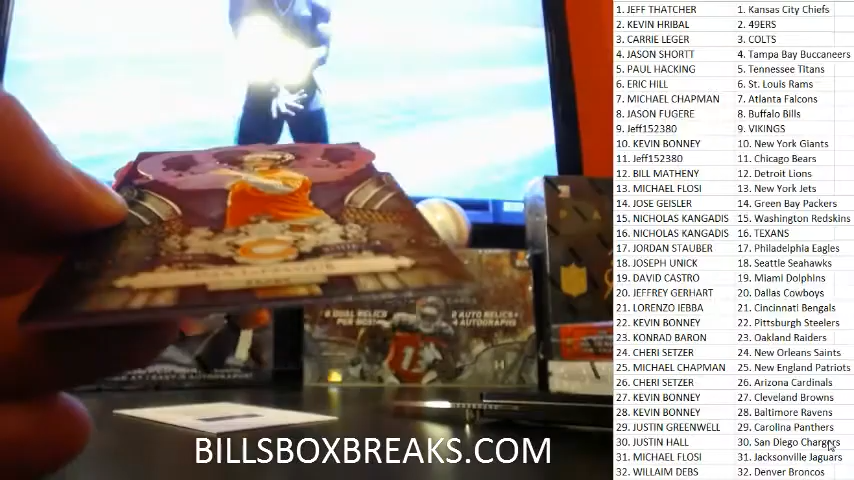 1. JEFF THATCHER 1. Kansas City Chiefs
2. KEVIN HRIBAL 2. 49ERS
3. CARRIE LEGER 3. COLTS
4. JASON SHORTT 4. Tampa Bay Buccaneers
5. PAUL HACKING 5. Tennessee Titans
6. ERIC HILL 6. St. Louis Rams
7. MICHAEL CHAPMAN 7. Atlanta Falcons
8. JASON FUGERE 8. Buffalo Bills
9. Jeff152380 9. VIKINGS
10. KEVIN BONNEY 10. New York Giants
11. Jeff152380 11. Chicago Bears
12. BILL MATHENY 12. Detroit Lions
13. MICHAEL FLOSI 13. New York Jets
14. JOSE GEISLER 14. Green Bay Packers
15. NICHOLAS KANGADIS 15. Washington Redskins
16. NICHOLAS KANGADIS 16. TEXANS
17. JORDAN STAUBER 17. Philadelphia Eagles
18. JOSEPH UNICK 18. Seattle Seahawks
19. DAVID CASTRO 19. Miami Dolphins
20. JEFFREY GERHART 20. Dallas Cowboys
21. LORENZO IEBBA 21. Cincinnati Bengals
22. KEVIN BONNEY 22. Pittsburgh Steelers
23. KONRAD BARON 23. Oakland Raiders
24. CHERI SETZER 24. New Orleans Saints
25. MICHAEL CHAPMAN 25. New England Patriots
26. CHERI SETZER 26. Arizona Cardinals
27. KEVIN BONNEY 27. Cleveland Browns
28. KEVIN BONNEY 28. Baltimore Ravens
29. JUSTIN GREENWELL 29. Carolina Panthers
30. JUSTIN HALL 30. San Diego Chargers
31. MICHAEL FLOSI 31. Jacksonville Jaguars
32. WILLAIM DEBS 32. Denver Broncos
DUAL RELICS
AUTO RELICS
AUTOGRAPHS
13
BILLSBOXBREAKS.COM